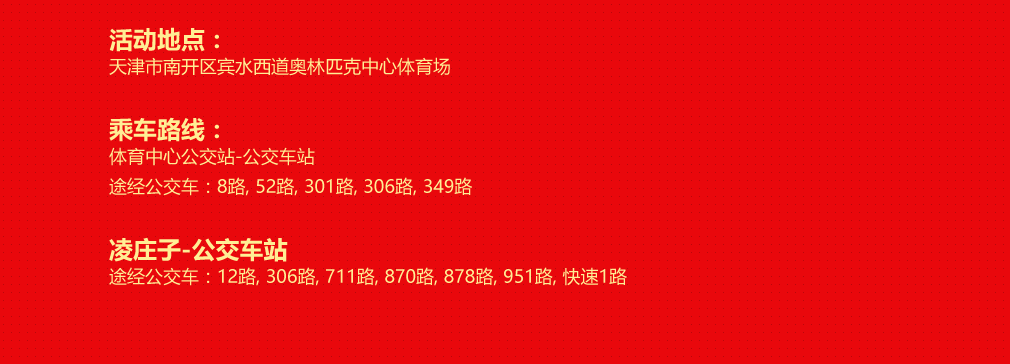 活动地点：
天津市南开区宾水西道奥林匹克中心体育场
乘车路线：
体育中心公交站-公交车站
途经公交车：8路, 52路, 301路, 306路, 349路
凌庄子-公交车站
途经公交车：12路, 306路, 711路, 870路, 878路, 951路, 快速1路